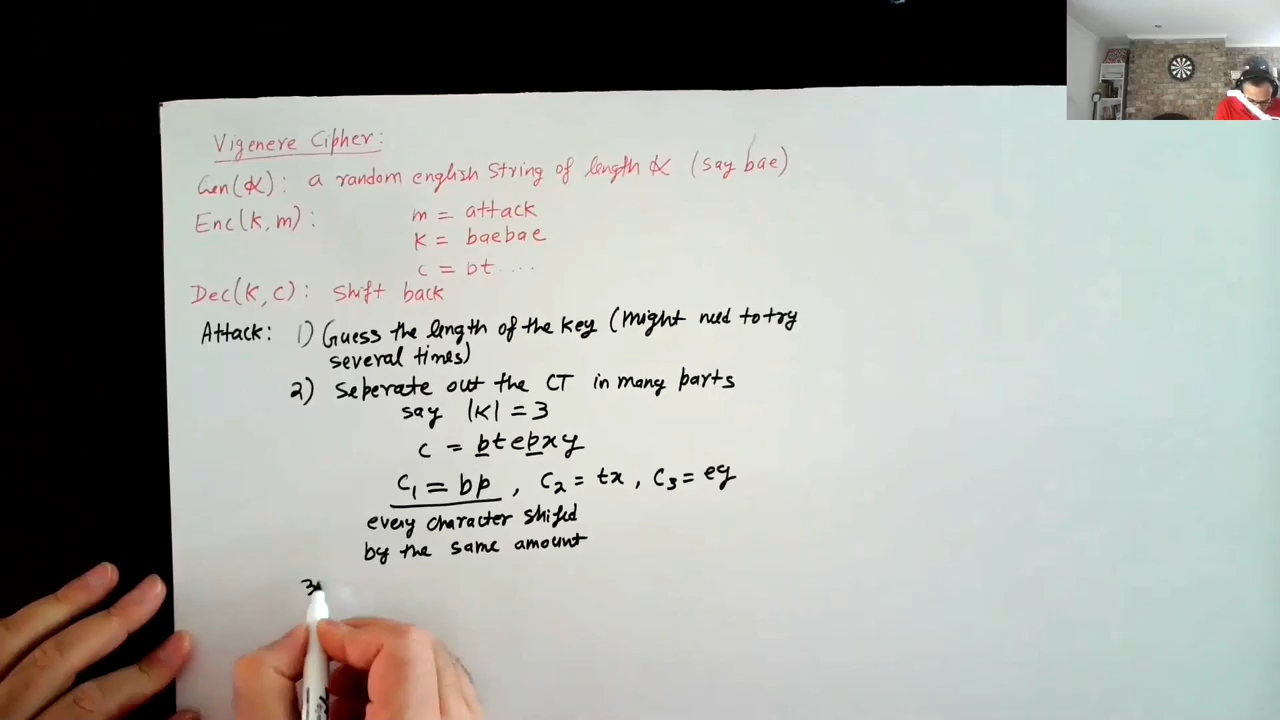 Vigenere Cipher:
Gen(α): a random english string of length α (say bae)
Enc(k,m): m = attack
k = baebae
c = bt....
Dec(k,c): Shift back
Attack: 1) Guess the length of the key (might need to try
several times)
2) Seperate out the CT in many parts
say |K| = 3
c = btepxy
C1 = bp, C2 = tx, C3 = ey
every character shifed
by the same amount
3